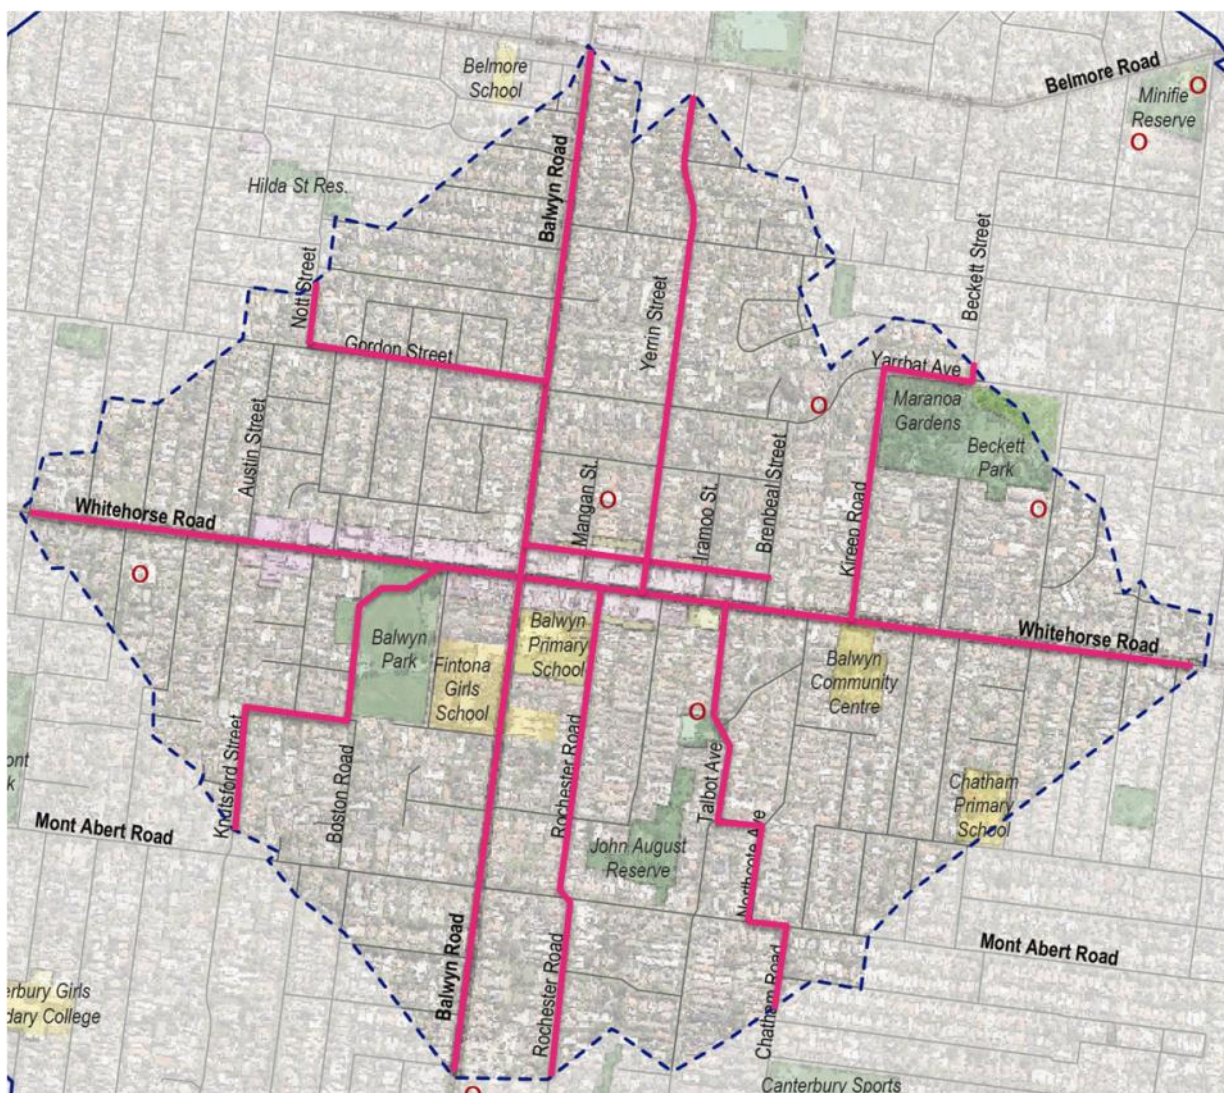 Belmore Road
Belmore
School
Minifie
Reserve
Balwyn Road
Hilda St Res.
Beckett Street
Nott Street
Yerrin Street
Gordon Street
Yarrbat Ave
Maranoa
Gardens
Austin Street
Beckett
Park
Mangan St.
Iramoo St.
Brenbeal Street
Kireep Road
Whitehorse Road
Whitehorse Road
Balwyn
Park
Balwyn
Primary
School
Fintona
Girls
School
Balwyn
Community
Centre
Knutsford Street
Boston Road
Rochester Road
Talbot Ave
ont
k
Chatham
Primary
School
Mont Abert Road
John August
Reserve
Northcote Ave
Mont Abert Road
Balwyn Road
Rochester Road
Chatham Road
erbury Girls
dary College
Canterbury Sports